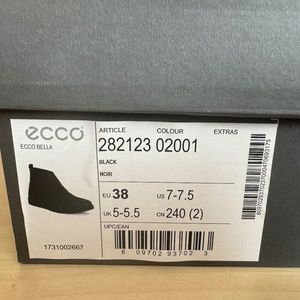 ecco
ECCO BELLA
ARTICLE COLOUR EXTRAS
282123 02001
BLACK
NOIR
EU 38 US 7-7.5
UK 5-5.5 CN 240 (2)
UPC/EAN
1731002667
8 09702 93702 3